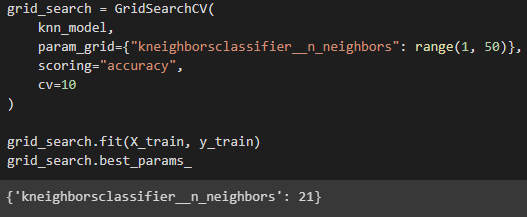 grid_search = GridSearchCV(
    knn_model,
    param_grid={"kneighborsclassifier__n_neighbors": range(1, 50)},
    scoring="accuracy",
    cv=10
)
grid_search.fit(X_train, y_train)
grid_search.best_params_
{'kneighborsclassifier__n_neighbors': 21}